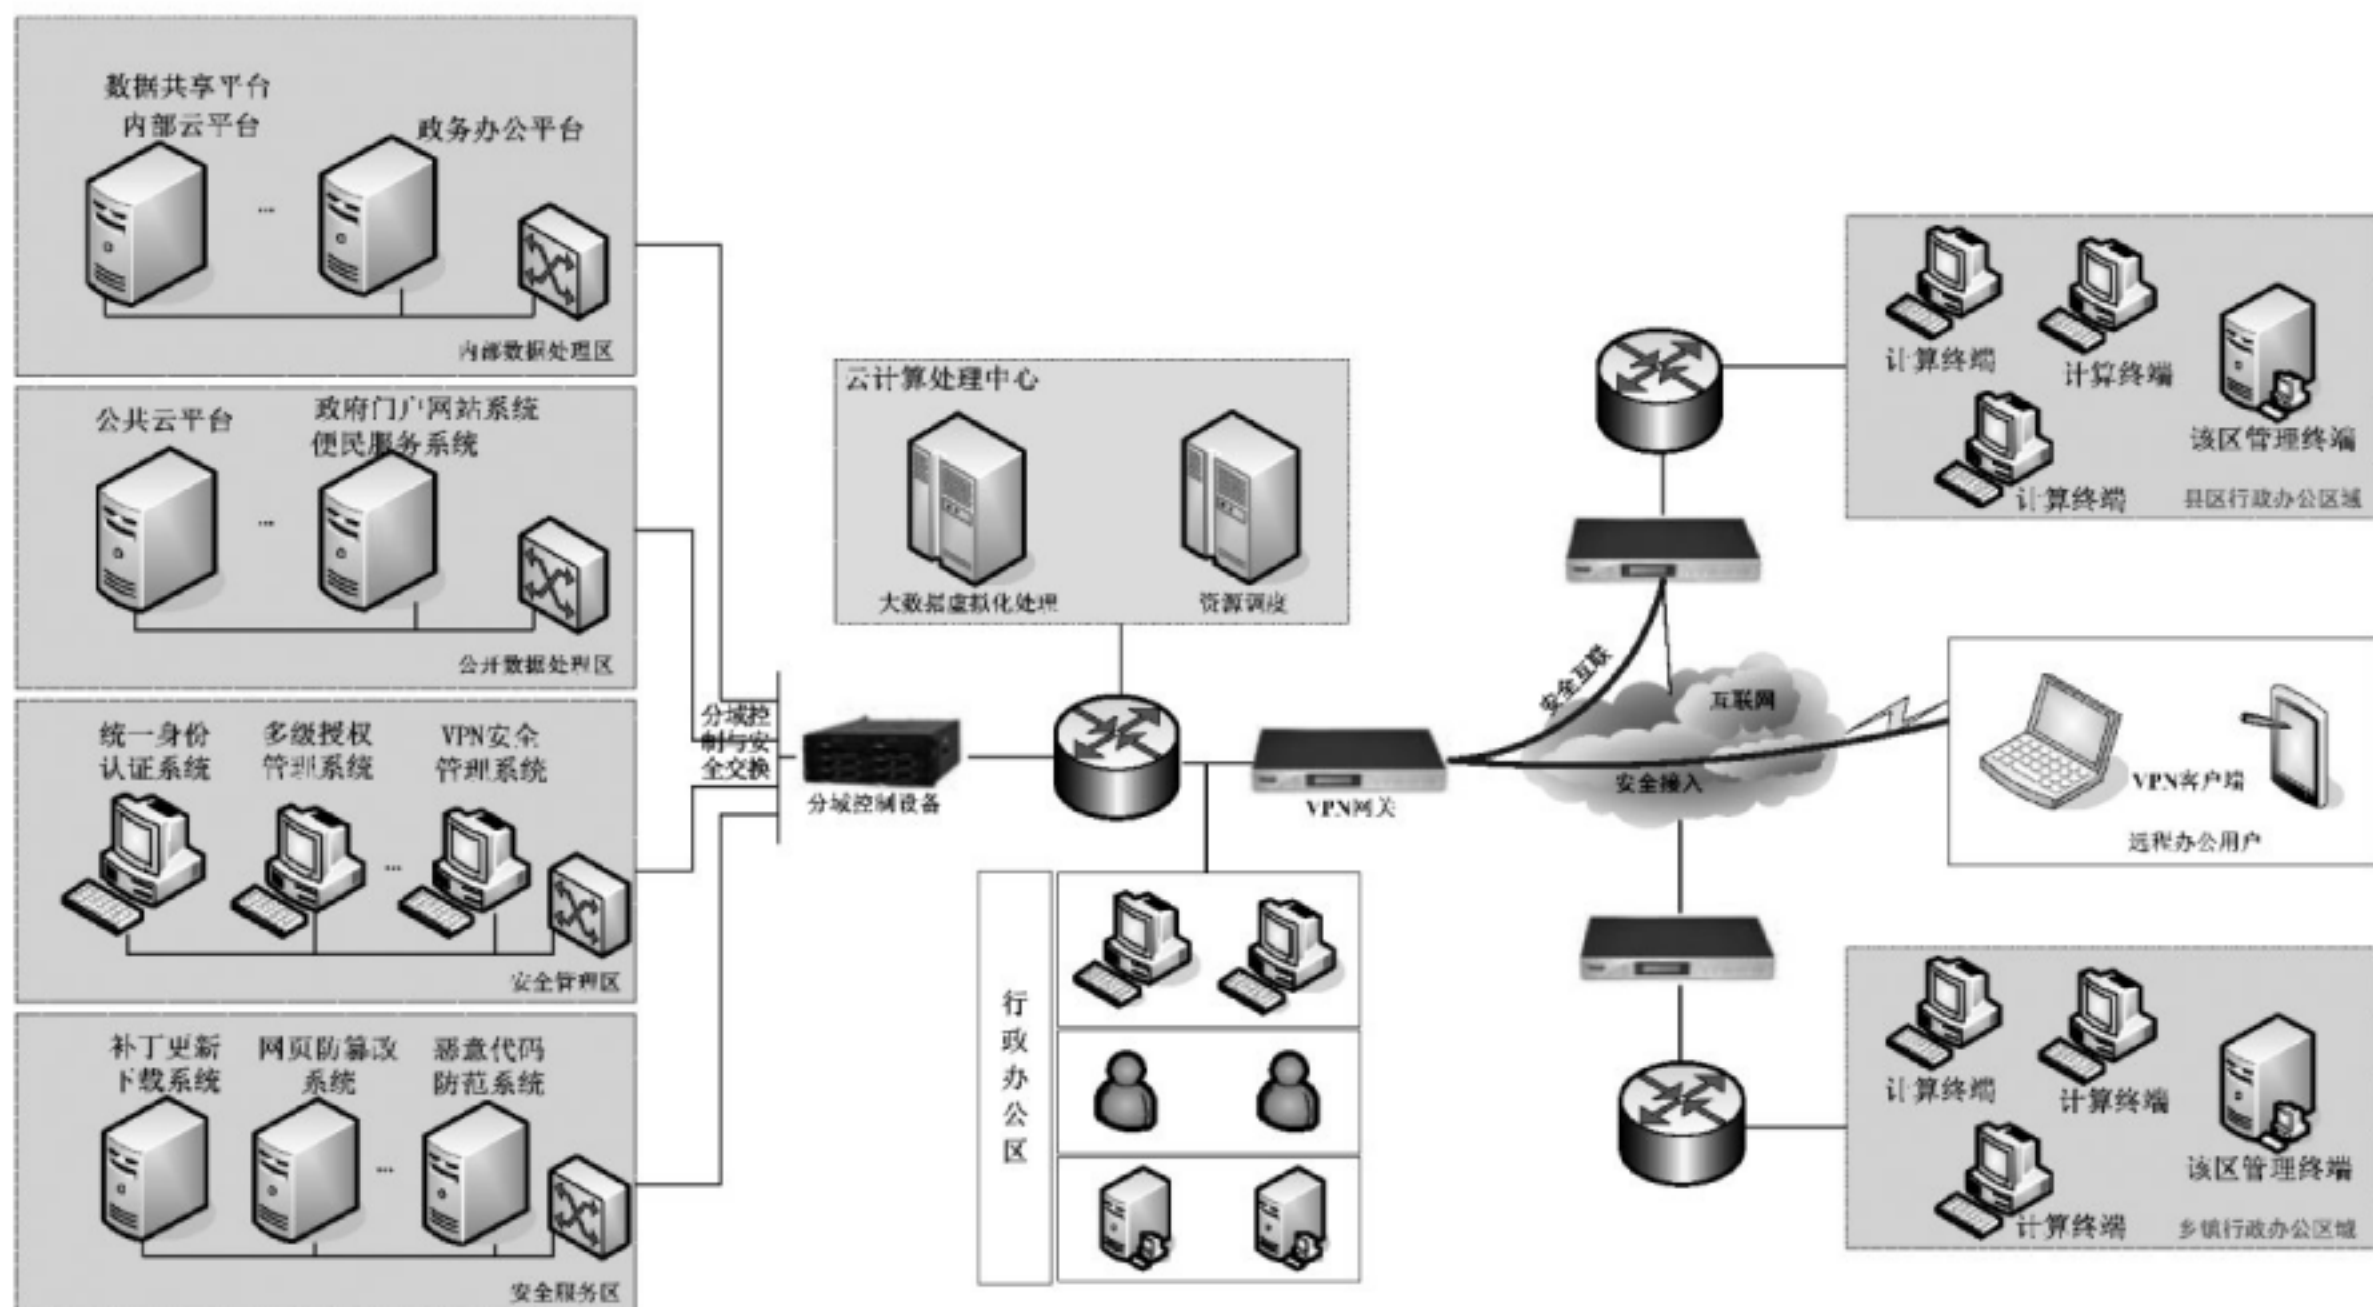 数据共享平台
内部云平台
政务办公平台
内部数据处理区
公共云平台
政府门户网站系统
便民服务系统
公开数据处理区
统一身份
认证系统
多级授权
管理系统
VPN安全
管理系统
安全管理区
补丁更新
下载系统
网页防篡改
系统
恶意代码
防范系统
安全服务区
分域控
制与安
全交换
分域控制设备
云计算处理中心
大数据虚拟化处理
资源调度
VPN网关
行
政
办
公
区
安全互联
互联网
安全接入
计算终端
计算终端
计算终端
该区管理终端
县区行政办公区域
VPN客户端
远程办公用户
计算终端
计算终端
计算终端
该区管理终端
乡镇行政办公区域